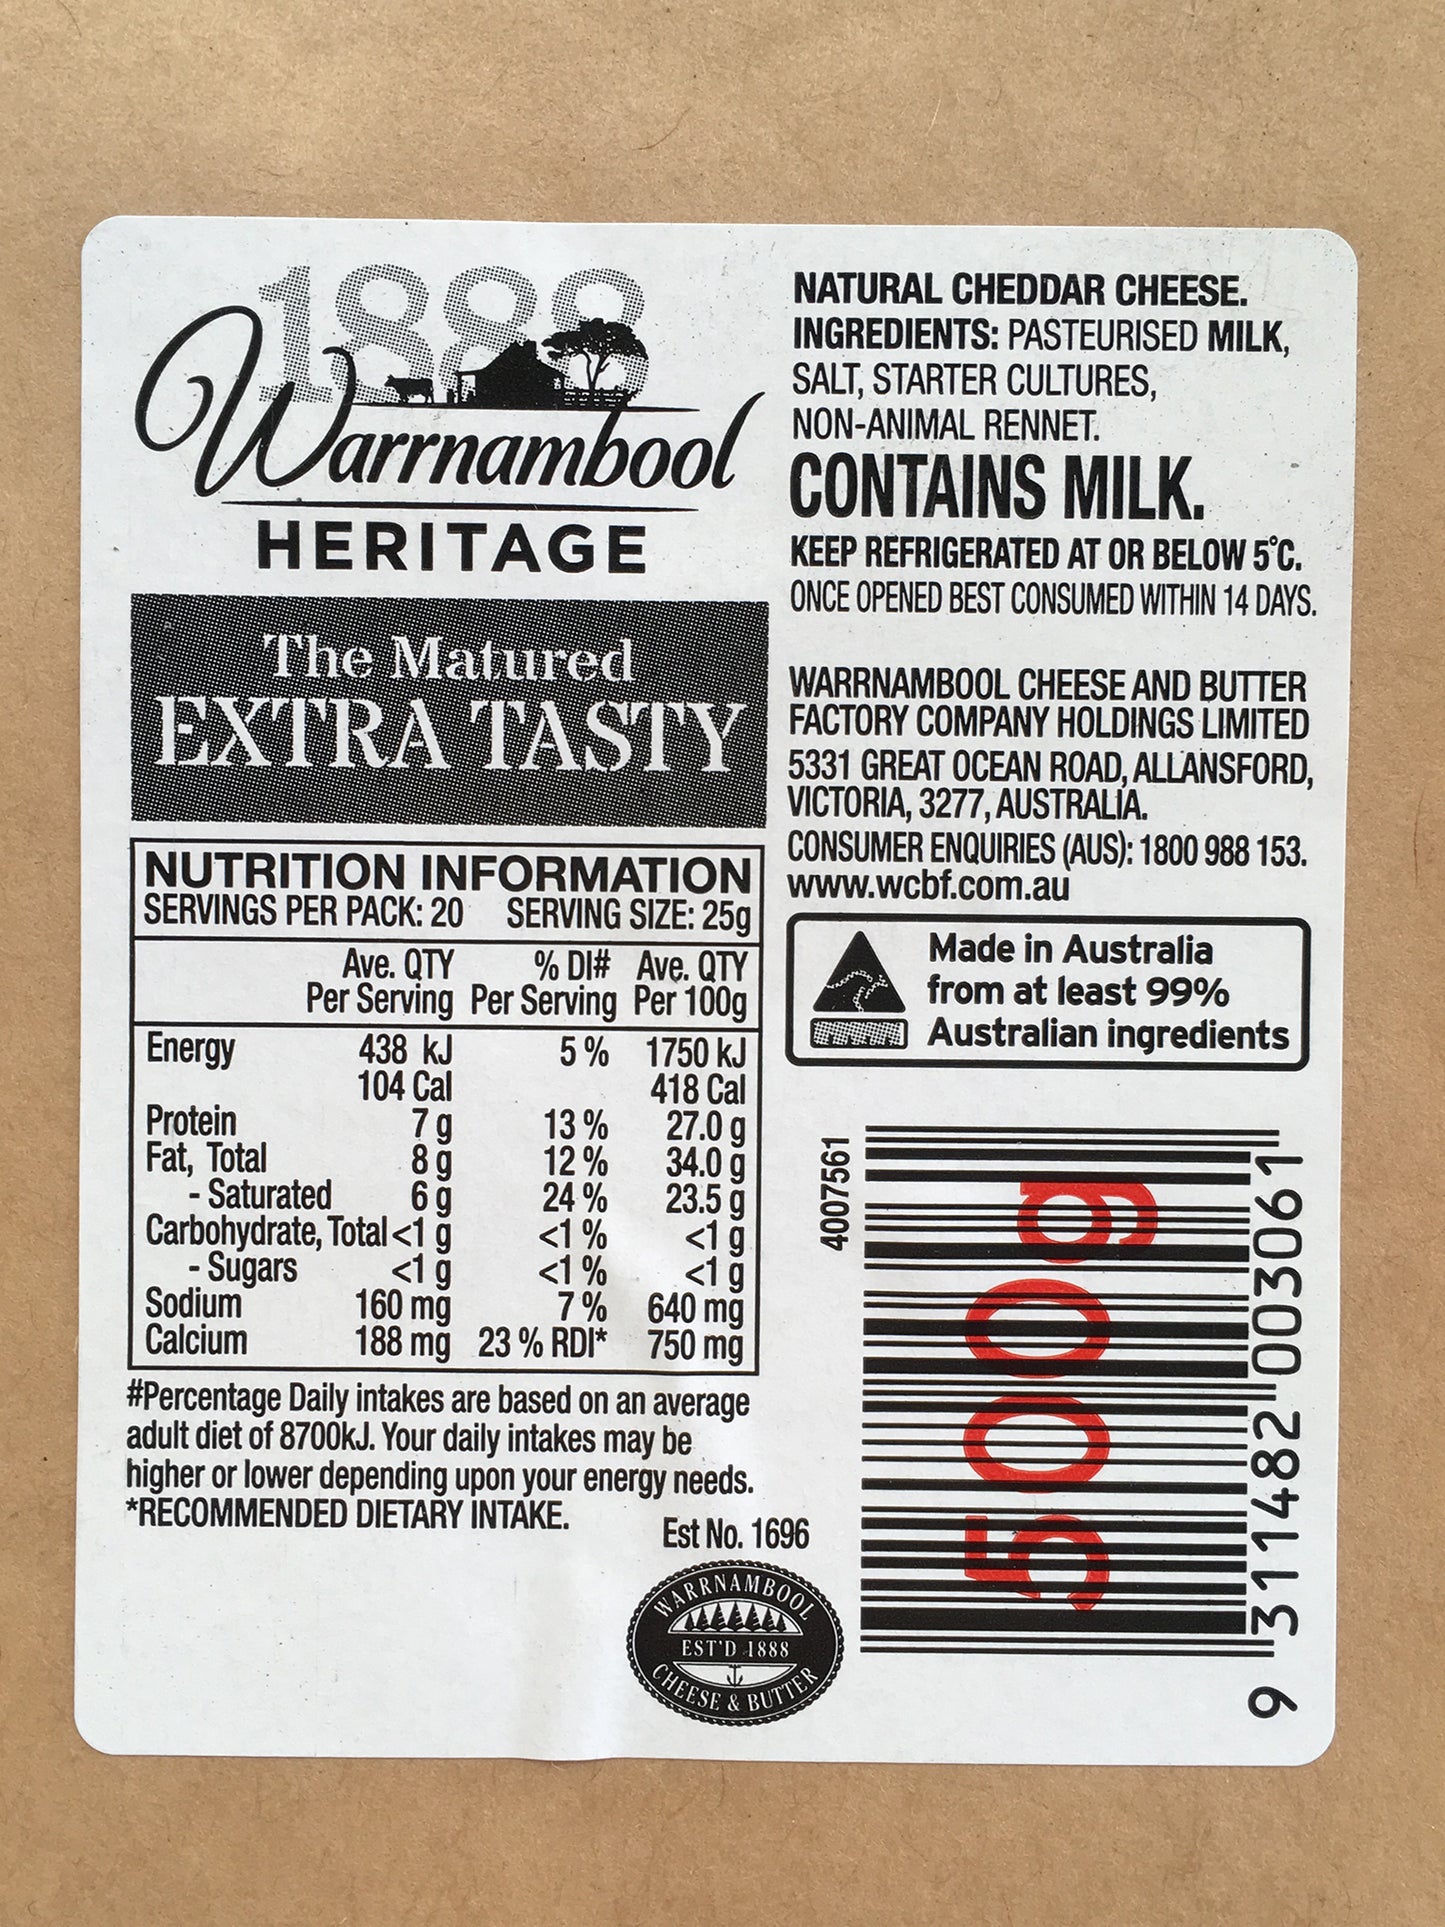 1888
Warrnambool
HERITAGE
The Matured
EXTRA TASTY
NUTRITION INFORMATION
SERVINGS PER PACK: 20 SERVING SIZE: 25g
Ave. QTY % DI# Ave. QTY
Per Serving Per Serving Per 100g
Energy 438 kJ 5 % 1750 kJ
104 Cal 418 Cal
Protein 7 g 13 % 27.0 g
Fat, Total 8 g 12 % 34.0 g
- Saturated 6 g 24 % 23.5 g
Carbohydrate, Total <1 g <1 % <1 g
- Sugars <1 g <1 % <1 g
Sodium 160 mg 7 % 640 mg
Calcium 188 mg 23 % RDI* 750 mg
#Percentage Daily intakes are based on an average
adult diet of 8700kJ. Your daily intakes may be
higher or lower depending upon your energy needs.
*RECOMMENDED DIETARY INTAKE.
Est No. 1696
WARRNAMBOOL
EST'D 1888
CHEESE & BUTTER
NATURAL CHEDDAR CHEESE.
INGREDIENTS: PASTEURISED MILK,
SALT, STARTER CULTURES,
NON-ANIMAL RENNET.
CONTAINS MILK.
KEEP REFRIGERATED AT OR BELOW 5°C.
ONCE OPENED BEST CONSUMED WITHIN 14 DAYS.
WARRNAMBOOL CHEESE AND BUTTER
FACTORY COMPANY HOLDINGS LIMITED
5331 GREAT OCEAN ROAD, ALLANSFORD,
VICTORIA, 3277, AUSTRALIA.
CONSUMER ENQUIRIES (AUS): 1800 988 153.
www.wcbf.com.au
Made in Australia
from at least 99%
Australian ingredients
4007561
500g
9 311482 003061